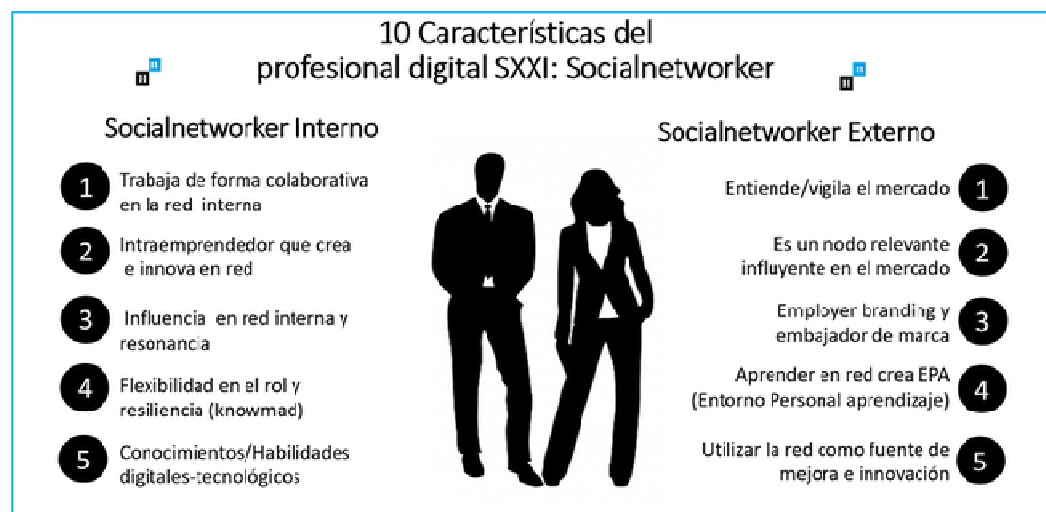 10 Características del
profesional digital SXXI: Socialnetworker
Socialnetworker Interno
1
Trabaja de forma colaborativa
en la red interna
2
Intraemprendedor que crea
e innova en red
3
Influencia en red interna y
resonancia
4
Flexibilidad en el rol y
resiliencia (knowmad)
5
Conocimientos/Habilidades
digitales-tecnológicos
Socialnetworker Externo
Entiende/vigila el mercado
1
Es un nodo relevante
influyente en el mercado
2
Employer branding y
embajador de marca
3
Aprender en red crea EPA
(Entorno Personal aprendizaje)
4
Utilizar la red como fuente de
mejora e innovación
5